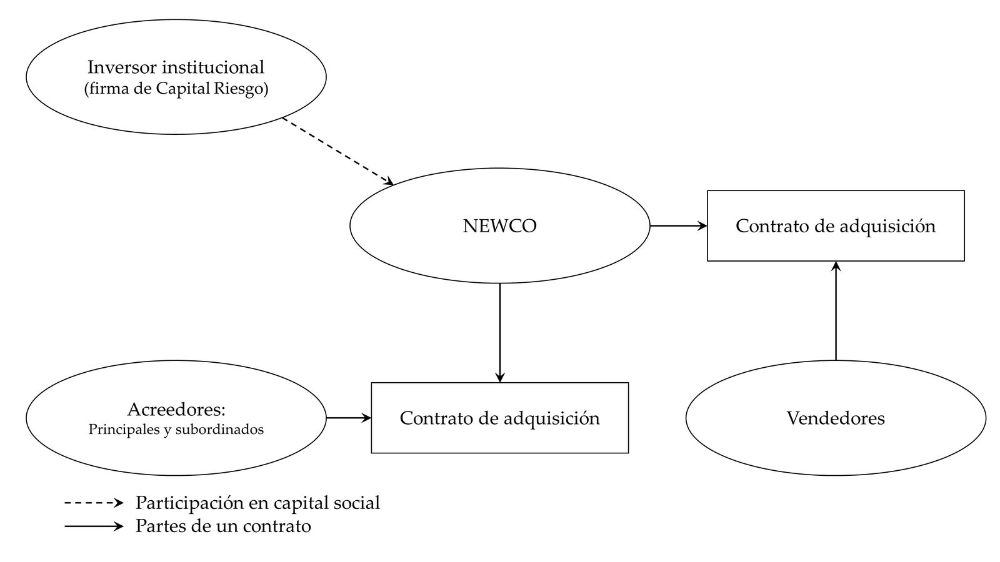 Inversor institucional
(firma de Capital Riesgo)
NEWCO
Contrato de adquisición
Acreedores:
Principales y subordinados
Contrato de adquisición
Vendedores
Participación en capital social
Partes de un contrato